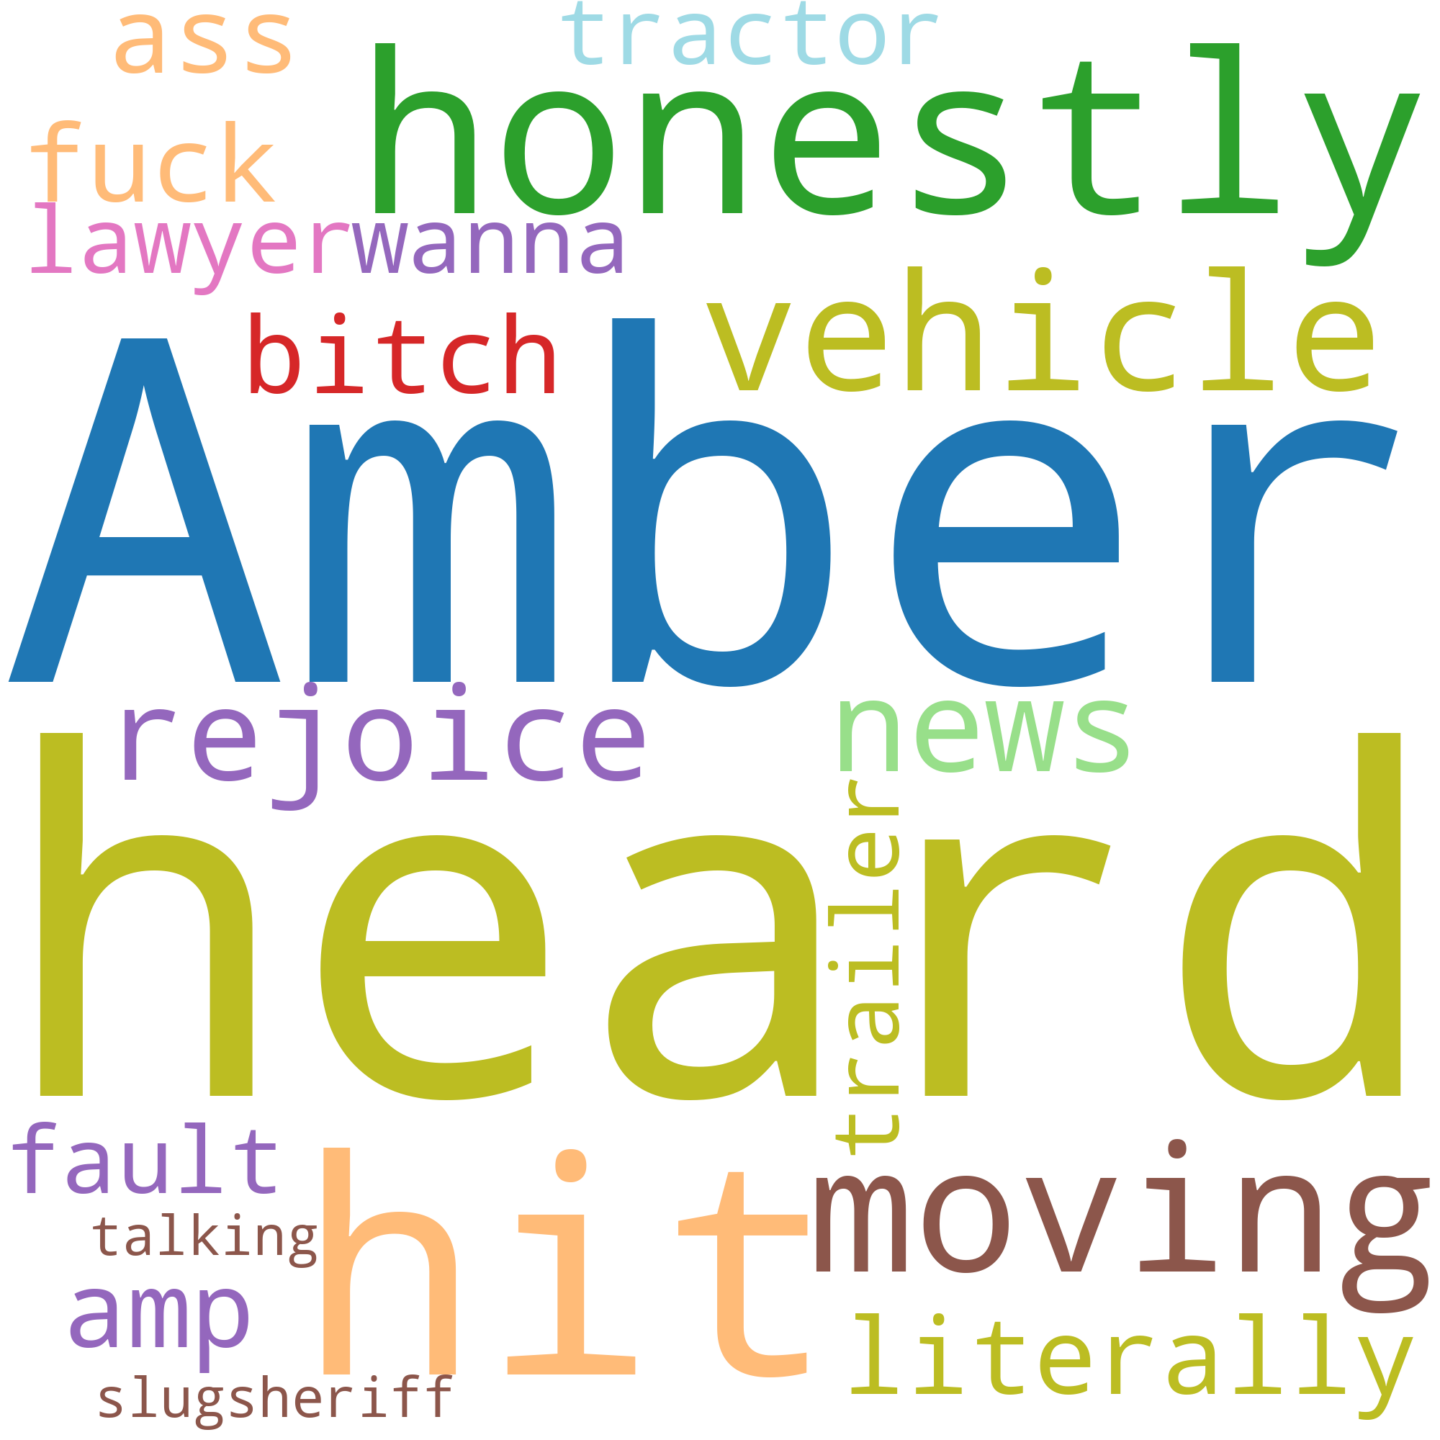 ass
tractor
honestly
fuck
lawyer
wanna
vehicle
bitch
Amber
rejoice
news
heard
trailer
fault
hit
moving
talking
amp
literally
slugsheriff